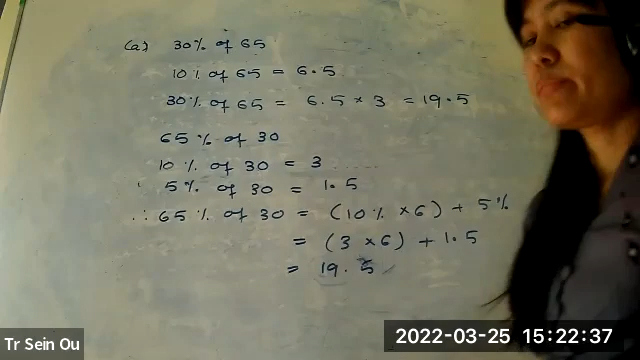 (a) 30% of 65
10% of 65 = 6.5
30% of 65 = 6.5 × 3 = 19.5
65% of 30
10% of 30 = 3
5% of 30 = 1.5
∴ 65% of 30 = (10% × 6) + 5%
= (3 × 6) + 1.5
= 19.5
Tr Sein Ou
2022-03-25 15:22:37